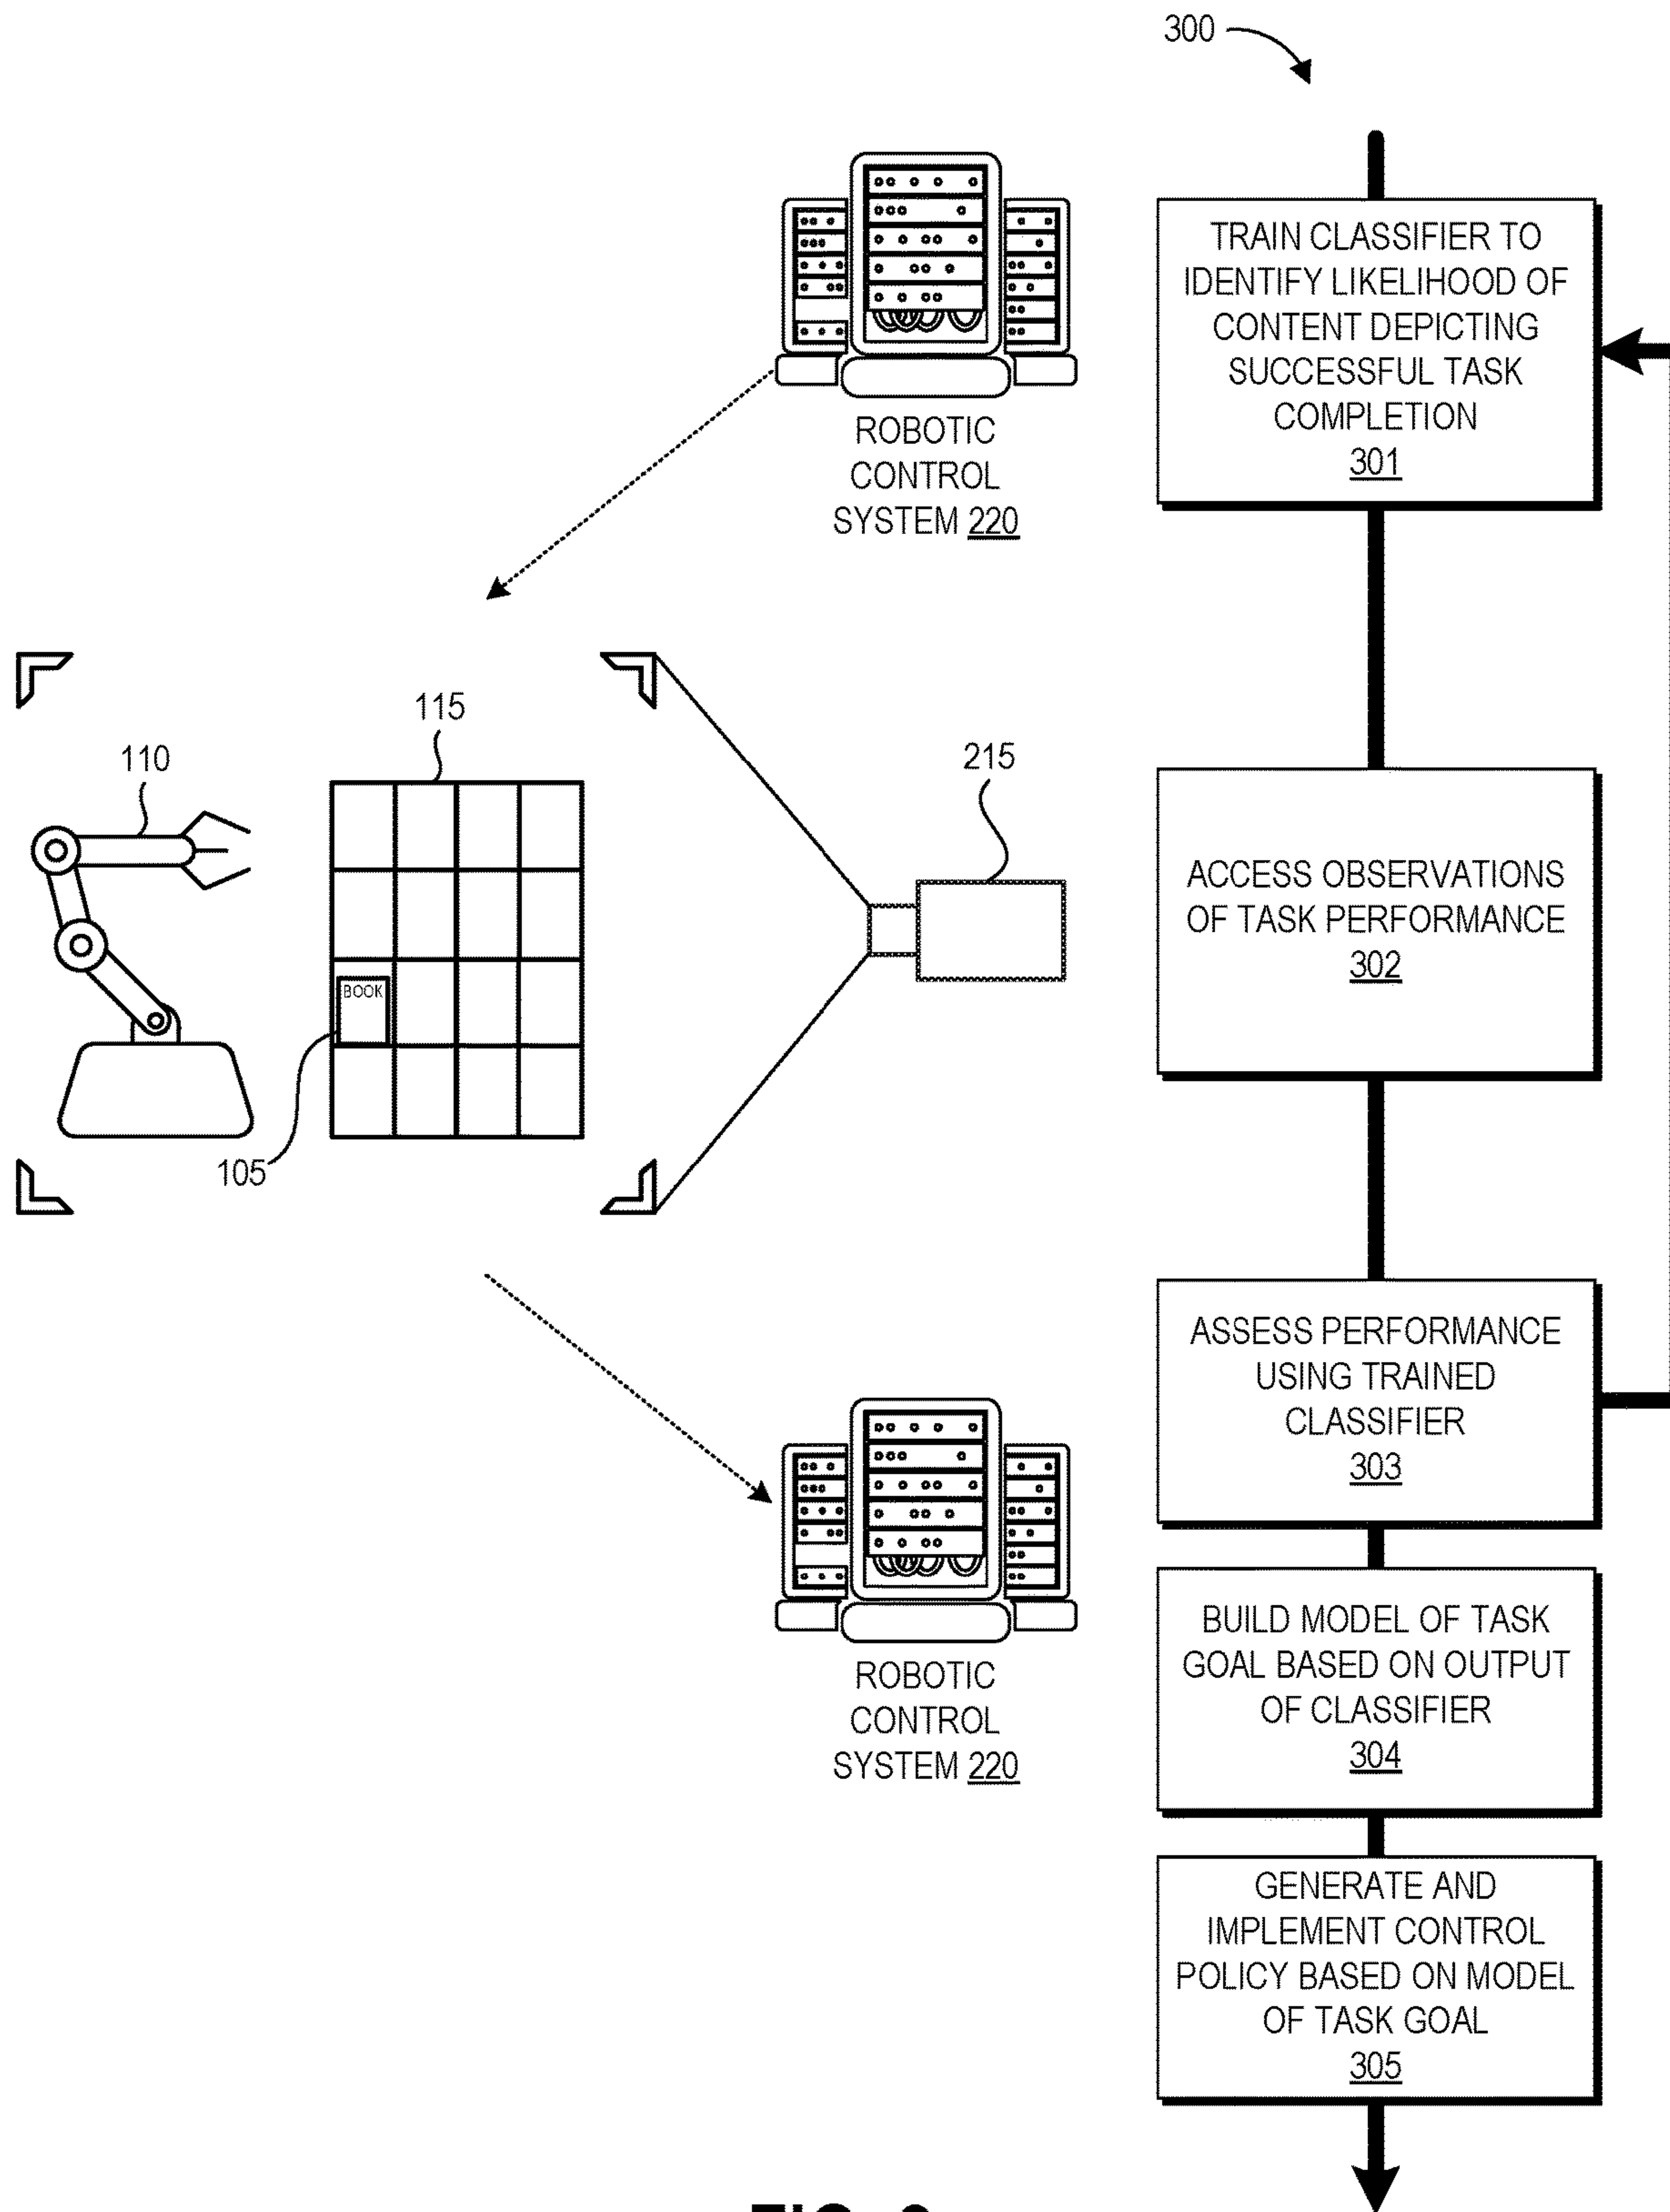 300
TRAIN CLASSIFIER TO
IDENTIFY LIKELIHOOD OF
CONTENT DEPICTING
SUCCESSFUL TASK
COMPLETION
301
ROBOTIC
CONTROL
SYSTEM 220
115
110
215
BOOK
105
ACCESS OBSERVATIONS
OF TASK PERFORMANCE
302
ASSESS PERFORMANCE
USING TRAINED
CLASSIFIER
303
ROBOTIC
CONTROL
SYSTEM 220
BUILD MODEL OF TASK
GOAL BASED ON OUTPUT
OF CLASSIFIER
304
GENERATE AND
IMPLEMENT CONTROL
POLICY BASED ON MODEL
OF TASK GOAL
305
FIG.